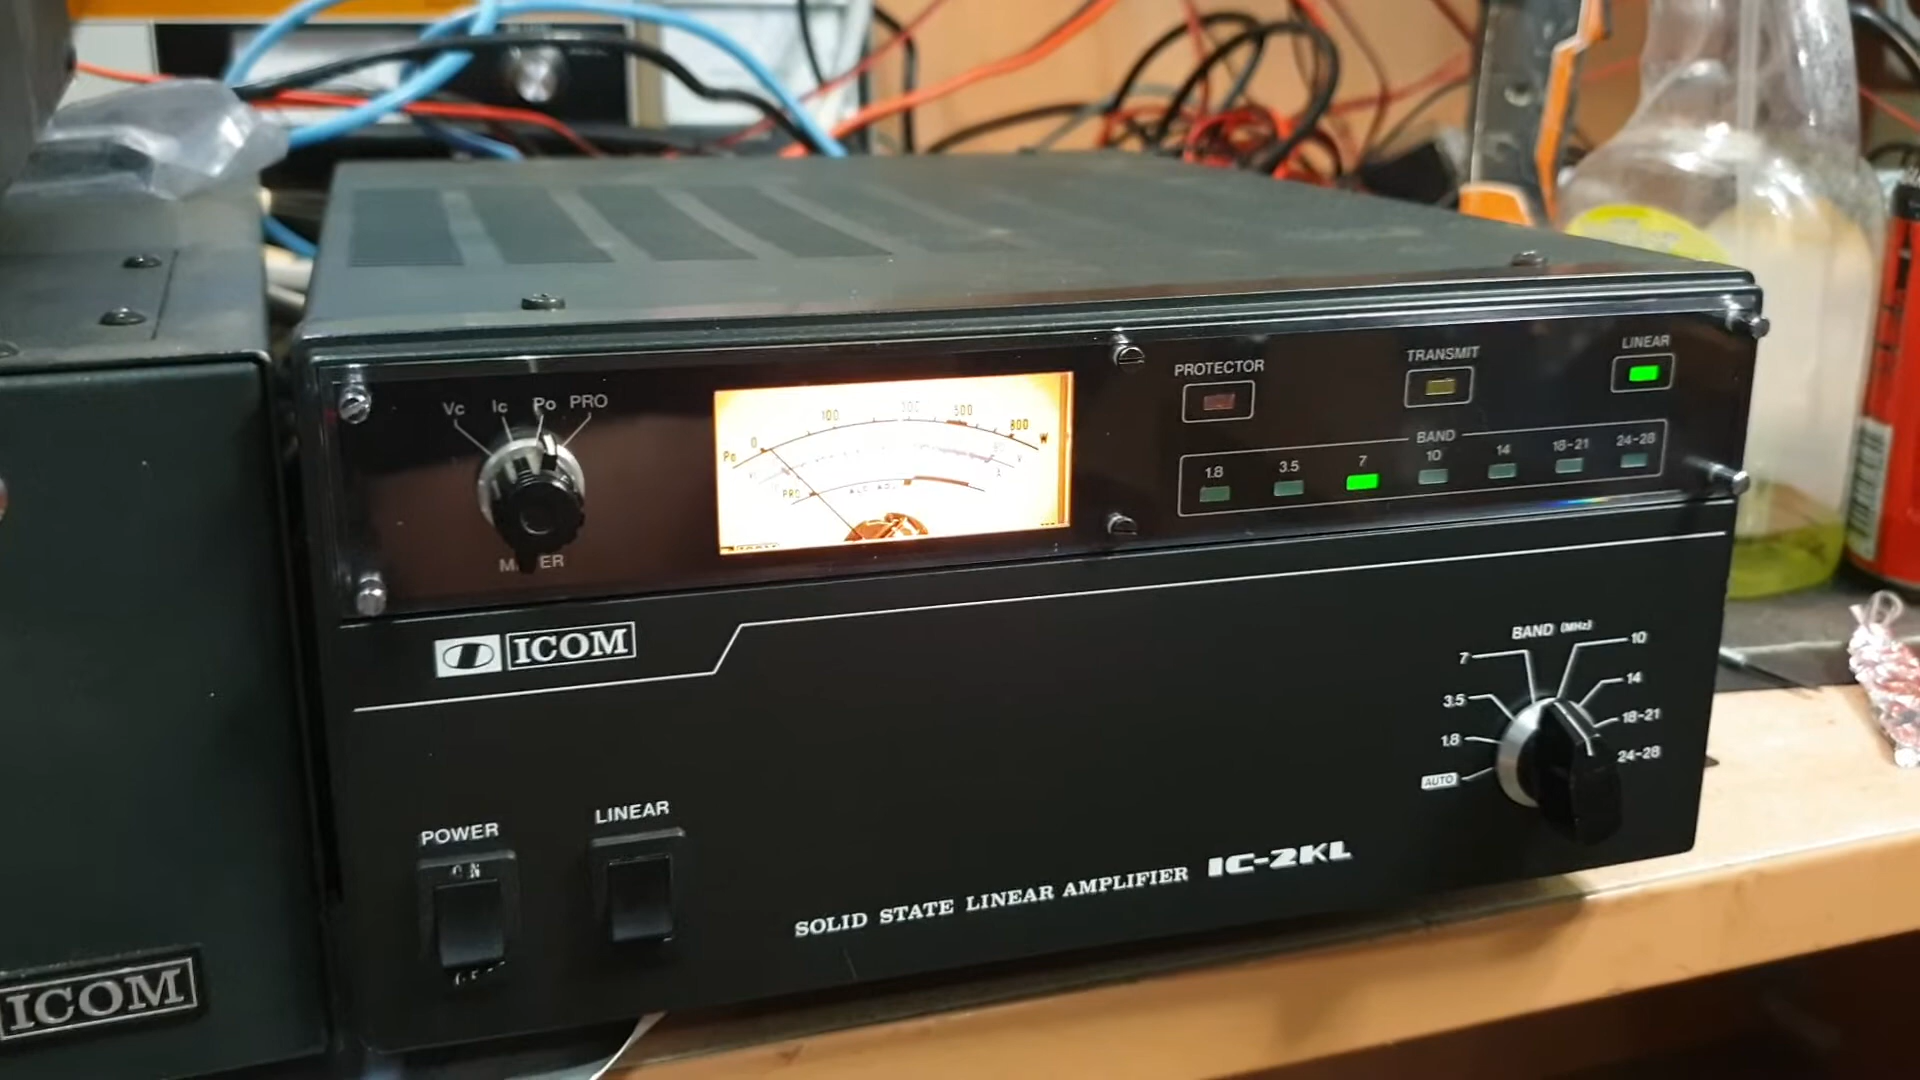 Vc Ic Po PRO
METER
0 100 300 500 800 W
Po
PRO
PROTECTOR
TRANSMIT
LINEAR
BAND
1.8 3.5 7 10 14 18-21 24-28
ICOM
BAND (MHz)
7
10
3.5
14
1.8
18-21
AUTO
24-28
POWER
ON
LINEAR
SOLID STATE LINEAR AMPLIFIER IC-2KL
ICOM